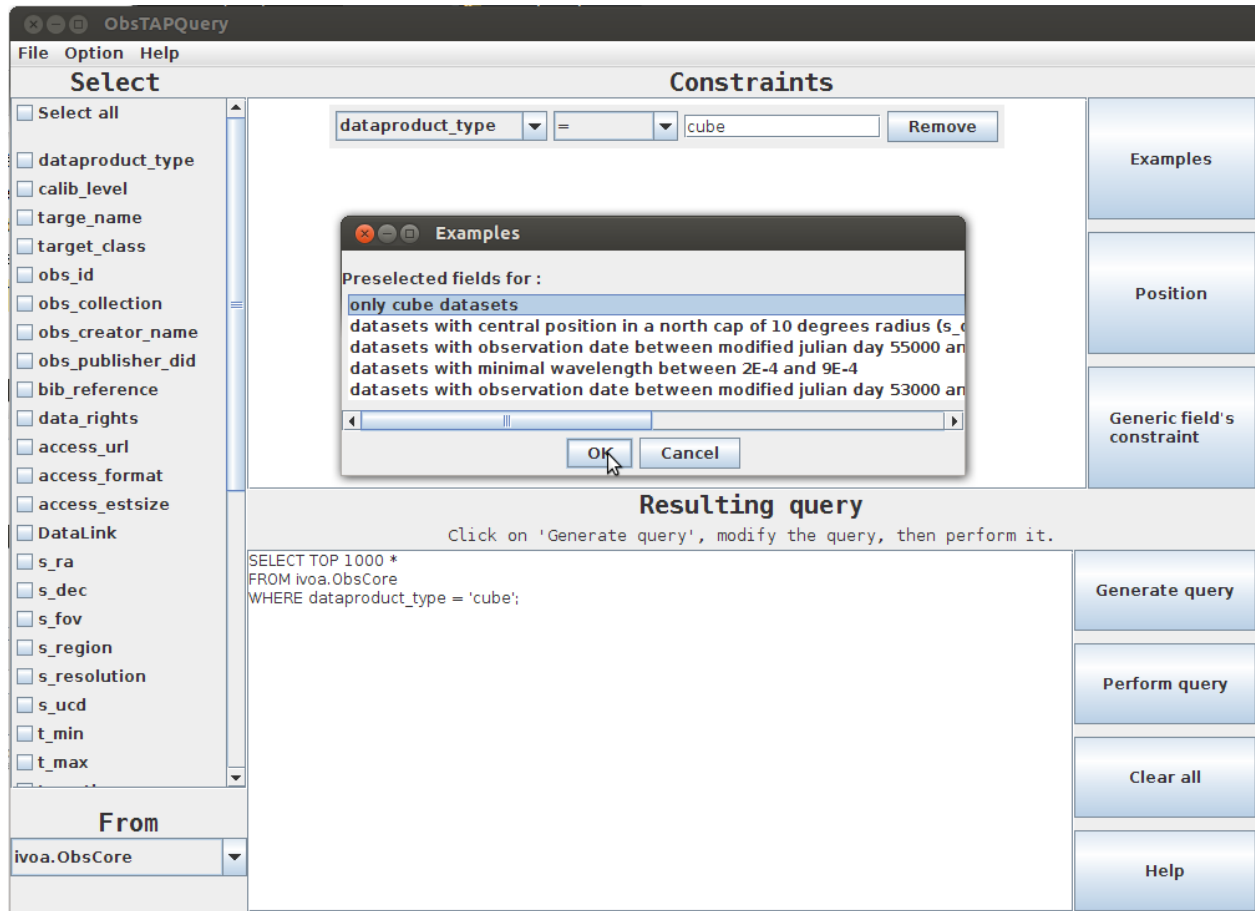 ObsTAPQuery
File Option Help
Select
Select all
dataproduct_type
calib_level
targe_name
target_class
obs_id
obs_collection
obs_creator_name
obs_publisher_did
bib_reference
data_rights
access_url
access_format
access_estsize
DataLink
s_ra
s_dec
s_fov
s_region
s_resolution
s_ucd
t_min
t_max
From
ivoa.ObsCore
Constraints
dataproduct_type = cube Remove
Examples
Preselected fields for :
only cube datasets
datasets with central position in a north cap of 10 degrees radius (s_
datasets with observation date between modified julian day 55000 an
datasets with minimal wavelength between 2E-4 and 9E-4
datasets with observation date between modified julian day 53000 an
OK Cancel
Examples
Position
Generic field's
constraint
Resulting query
Click on 'Generate query', modify the query, then perform it.
SELECT TOP 1000 *
FROM ivoa.ObsCore
WHERE dataproduct_type = 'cube';
Generate query
Perform query
Clear all
Help